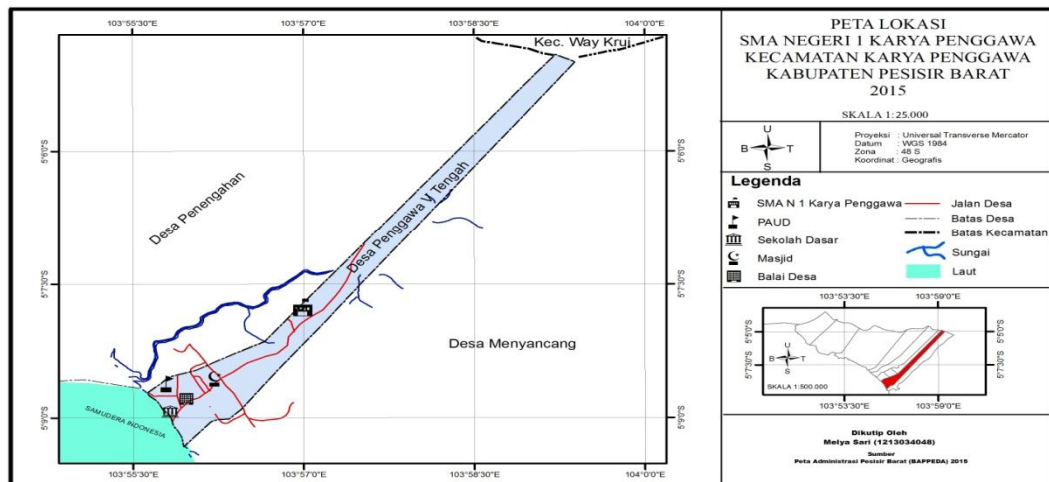 103°55'30"E 103°57'0"E 103°58'30"E 104°0'0"E
5°6'0"S
5°7'30"S
5°9'0"S
Kec. Way Krui
Desa Penengahan
Desa Penggawa V Tengah
Desa Menyancang
SAMUDERA INDONESIA
5°6'0"S
5°7'30"S
5°9'0"S
103°55'30"E 103°57'0"E 103°58'30"E 104°0'0"E
PETA LOKASI
SMA NEGERI 1 KARYA PENGGAWA
KECAMATAN KARYA PENGGAWA
KABUPATEN PESISIR BARAT
2015
SKALA 1:25.000
U
B T
S
Proyeksi : Universal Transverse Mercator
Datum : WGS 1984
Zona : 48 S
Koordinat : Geografis
Legenda
SMA N 1 Karya Penggawa
PAUD
Sekolah Dasar
Masjid
Balai Desa
Jalan Desa
Batas Desa
Batas Kecamatan
Sungai
Laut
103°53'30"E 103°59'0"E
5°5'0"S 5°5'0"S
5°7'30"S 5°7'30"S
U
B T
S
SKALA 1:500.000
103°53'30"E 103°59'0"E
Dikutip Oleh
Melya Sari (1213034048)
Sumber
Peta Administrasi Pesisir Barat (BAPPEDA) 2015